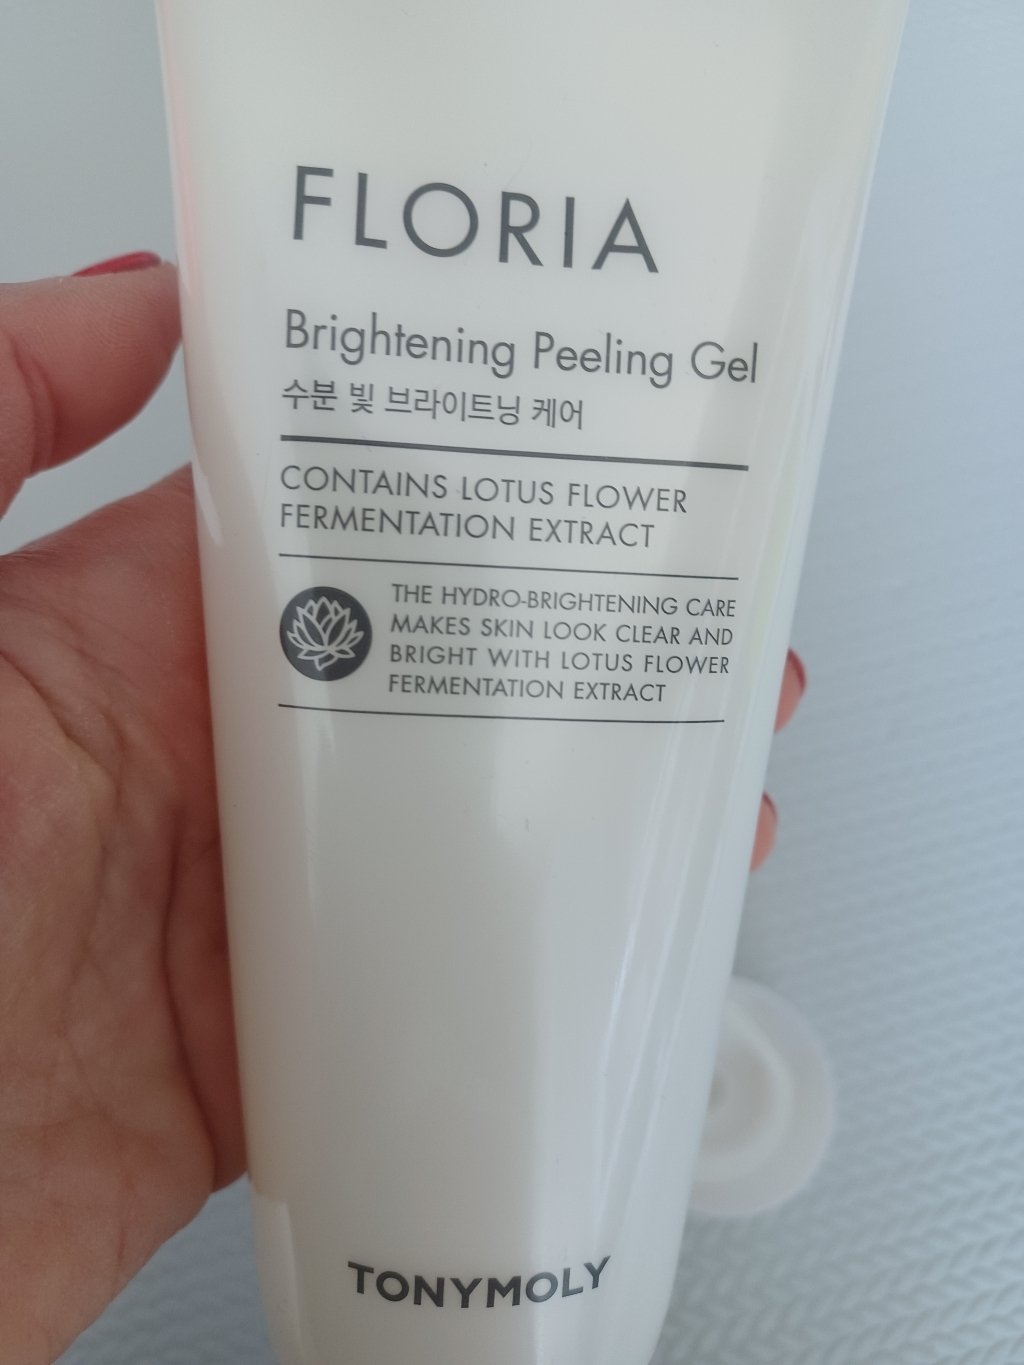 FLORIA
Brightening Peeling Gel
수분 빛 브라이트닝 케어
CONTAINS LOTUS FLOWER
FERMENTATION EXTRACT
THE HYDRO-BRIGHTENING CARE
MAKES SKIN LOOK CLEAR AND
BRIGHT WITH LOTUS FLOWER
FERMENTATION EXTRACT
TONYMOLY